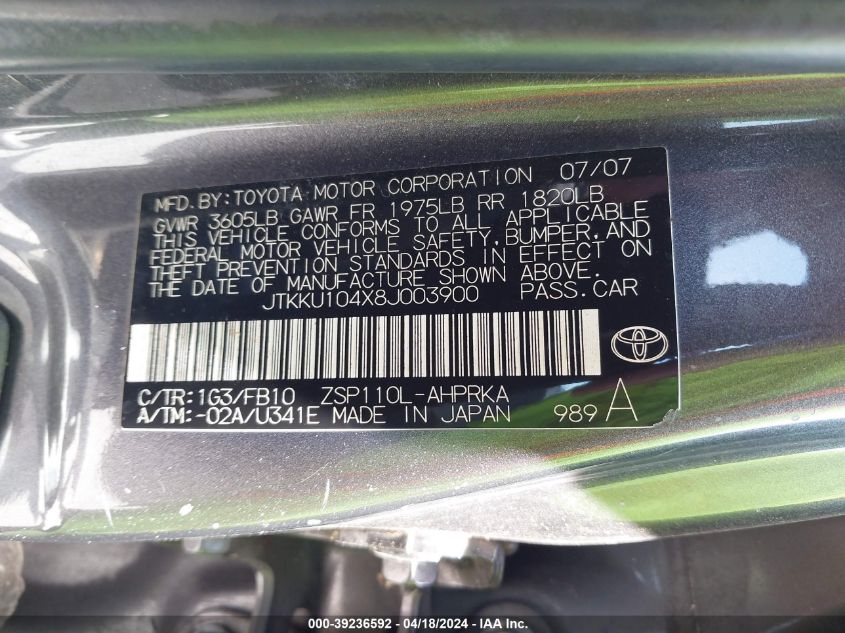 MFD. BY: TOYOTA MOTOR CORPORATION 07/07
GVWR 3605LB GAWR FR 1975LB RR 1820LB
THIS VEHICLE CONFORMS TO ALL APPLICABLE
FEDERAL MOTOR VEHICLE SAFETY, BUMPER, AND
THEFT PREVENTION STANDARDS IN EFFECT ON
THE DATE OF MANUFACTURE SHOWN ABOVE.
JTKKU104X8J003900 PASS. CAR
C/TR: 1G3/FB10 ZSP110L-AHPRKA
A/TM: -02A/U341E MADE IN JAPAN 989 A
000-39236592 - 04/18/2024 - IAA Inc.